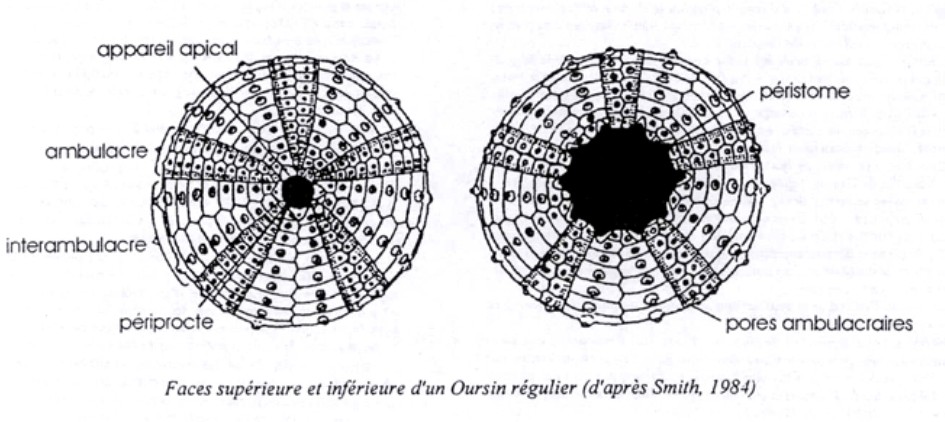 appareil apical
ambulacre
interambulacre
périprocte
péristome
pores ambulacraires
Faces supérieure et inférieure d'un Oursin régulier (d'après Smith, 1984)